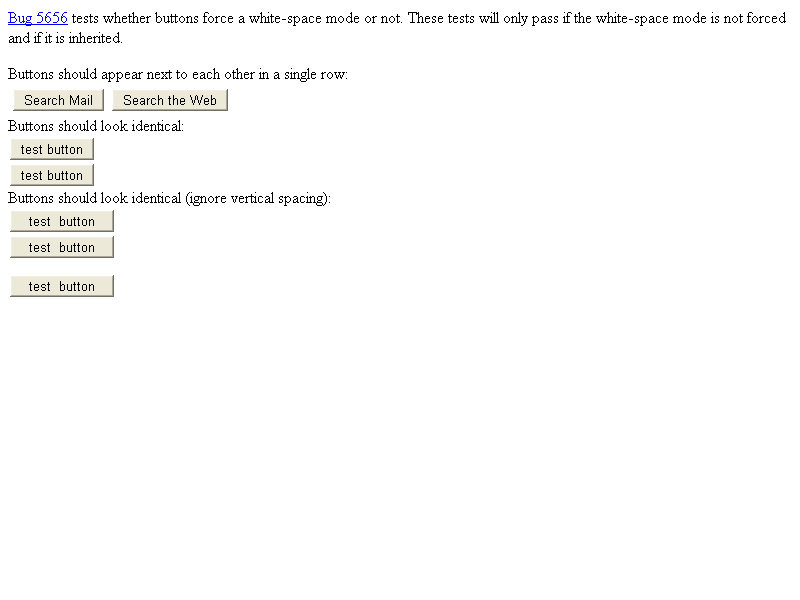 Bug 5656 tests whether buttons force a white-space mode or not. These tests will only pass if the white-space mode is not forced
and if it is inherited.
Buttons should appear next to each other in a single row:
Search Mail Search the Web
Buttons should look identical:
test button
test button
Buttons should look identical (ignore vertical spacing):
test  button
test  button
test  button